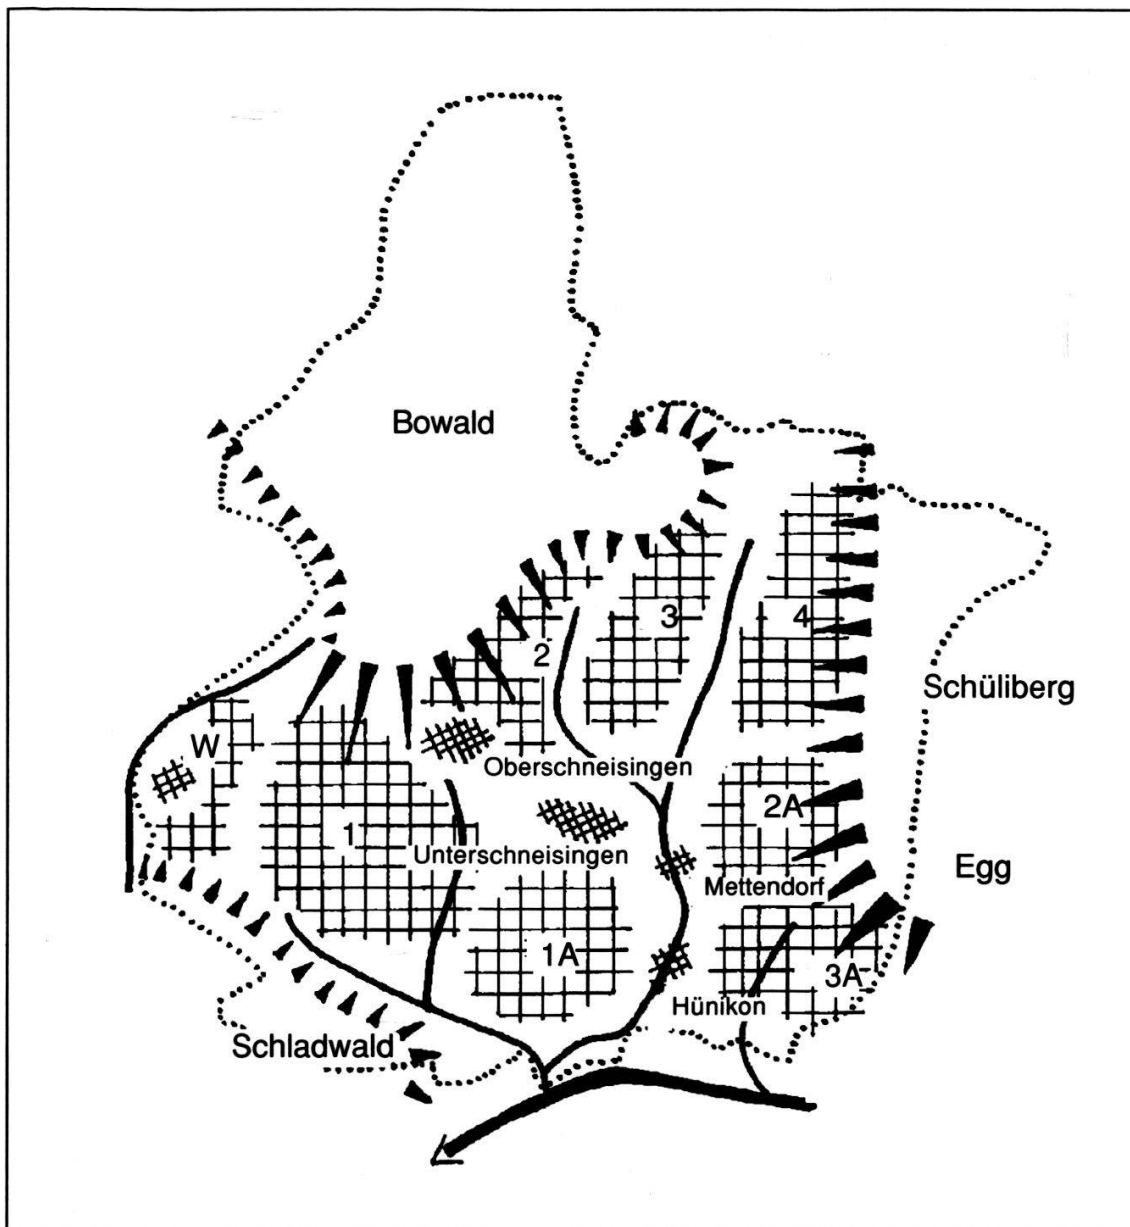 Bowald
3
4
2
Schüliberg
W
Oberschneisingen
2A
1
Unterschneisingen
Egg
Mettendorf
1A
3A
Hünikon
Schladwald